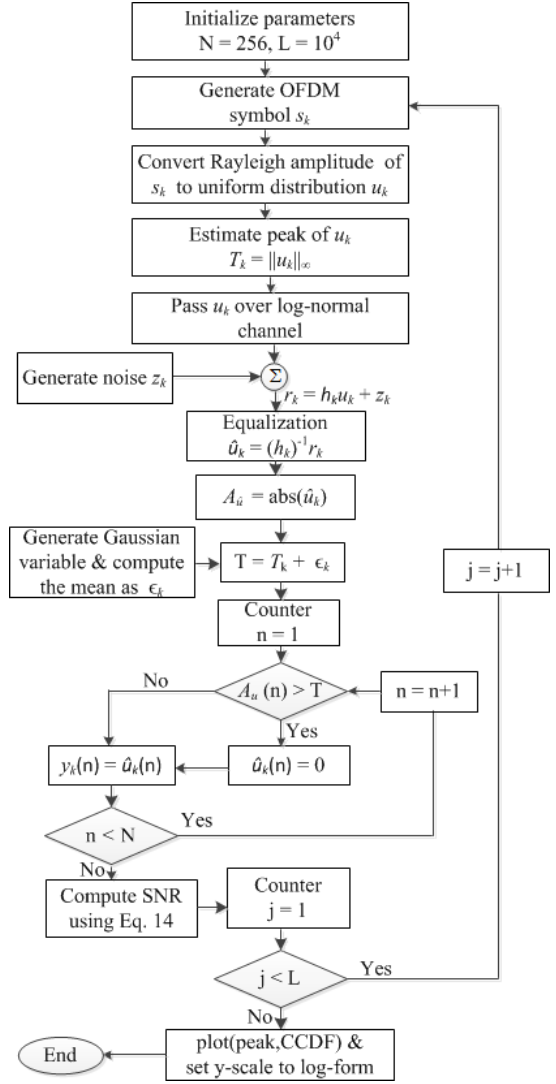 Initialize parameters
N = 256, L = 10⁴
Generate OFDM
symbol sₖ
Convert Rayleigh amplitude of
sₖ to uniform distribution uₖ
Estimate peak of uₖ
Tₖ = ||uₖ||∞
Pass uₖ over log-normal
channel
Generate noise zₖ
Σ
rₖ = hₖuₖ + zₖ
Equalization
ûₖ = (hₖ)⁻¹rₖ
A_û = abs(ûₖ)
Generate Gaussian
variable & compute
the mean as ϵₖ
T = Tₖ + ϵₖ
j = j+1
Counter
n = 1
No
Aᵤ (n) > T
n = n+1
Yes
yₖ(n) = ûₖ(n)
ûₖ(n) = 0
n < N
Yes
No
Compute SNR
using Eq. 14
Counter
j = 1
j < L
Yes
No
plot(peak,CCDF) &
set y-scale to log-form
End